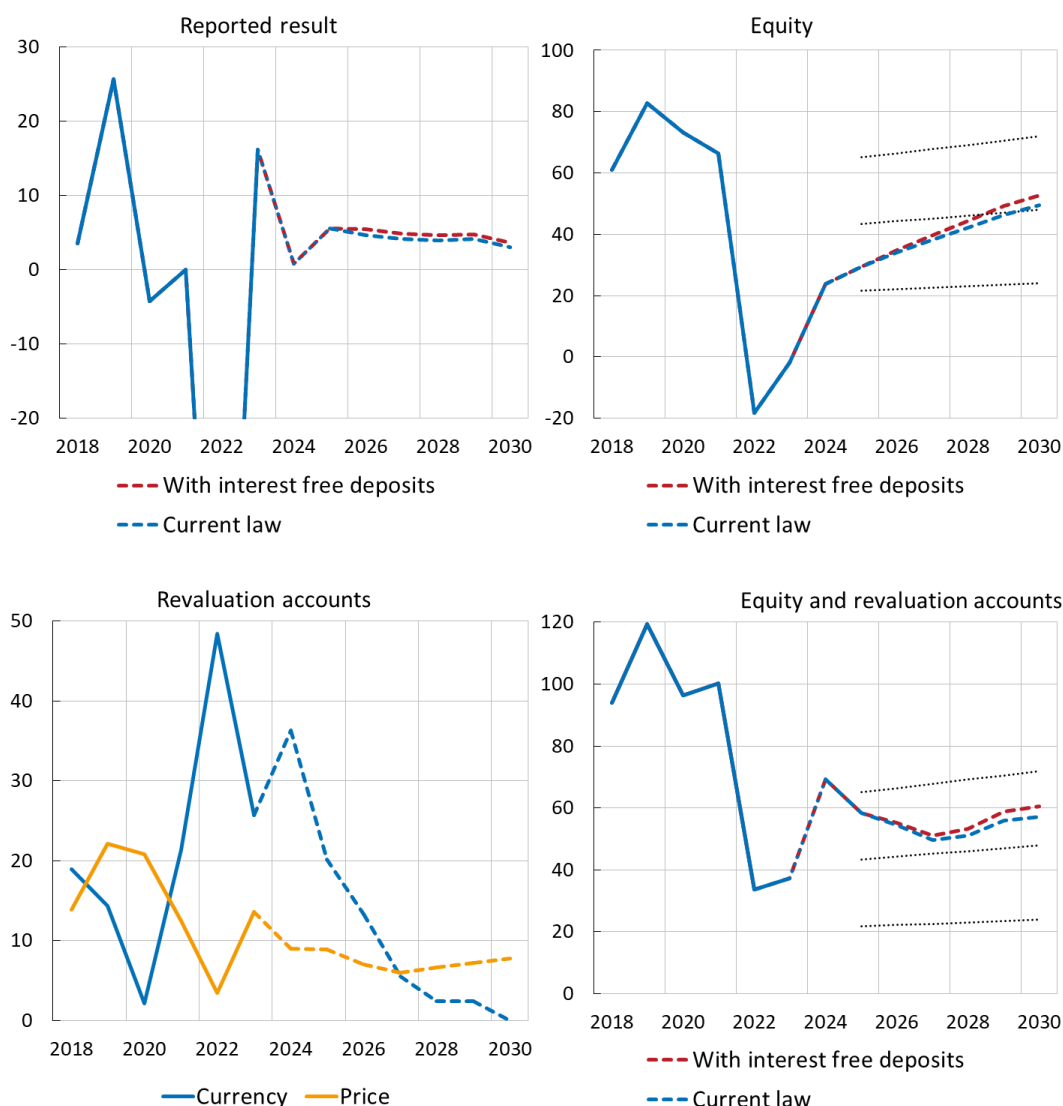 Reported result
30
20
10
0
-10
-20
2018 2020 2022 2024 2026 2028 2030
With interest free deposits
Current law
Equity
100
80
60
40
20
0
-20
2018 2020 2022 2024 2026 2028 2030
With interest free deposits
Current law
Revaluation accounts
50
40
30
20
10
0
2018 2020 2022 2024 2026 2028 2030
Currency Price
Equity and revaluation accounts
120
100
80
60
40
20
0
2018 2020 2022 2024 2026 2028 2030
With interest free deposits
Current law